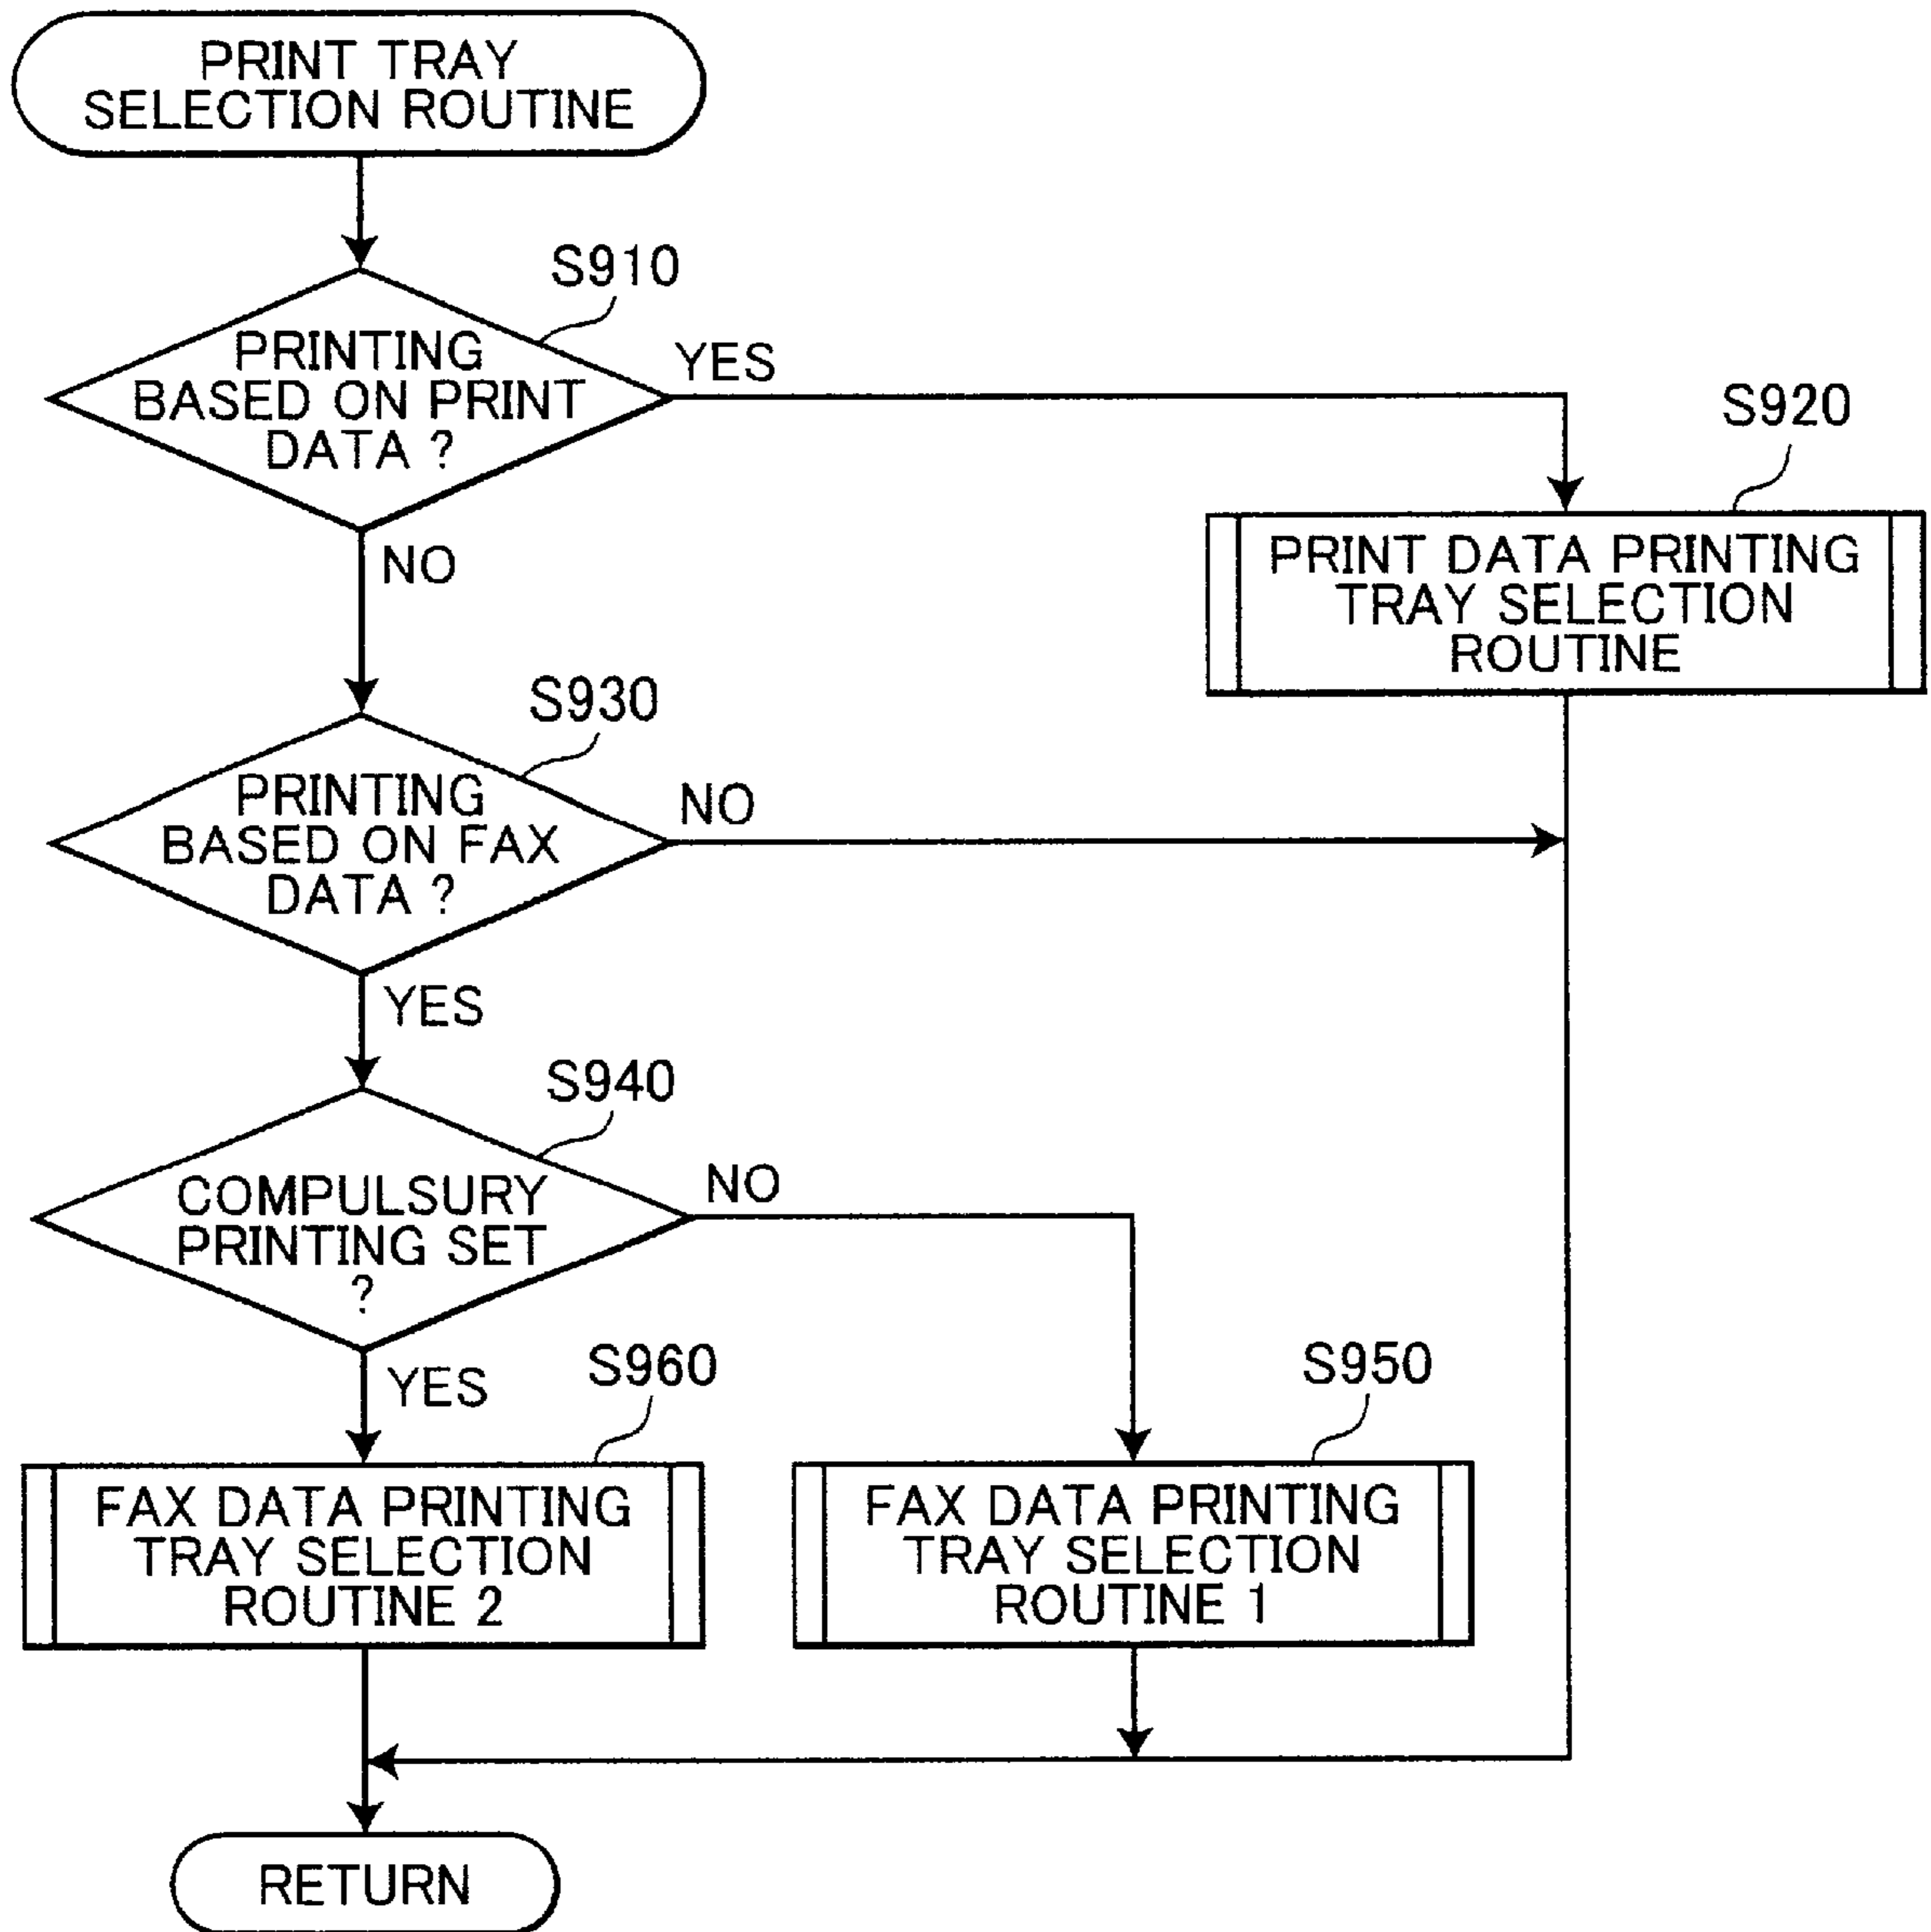 PRINT TRAY
SELECTION ROUTINE
S910
PRINTING
BASED ON PRINT
DATA ?
YES
NO
S920
PRINT DATA PRINTING
TRAY SELECTION
ROUTINE
S930
PRINTING
BASED ON FAX
DATA ?
NO
YES
S940
COMPULSURY
PRINTING SET
?
NO
YES
S960
FAX DATA PRINTING
TRAY SELECTION
ROUTINE 2
S950
FAX DATA PRINTING
TRAY SELECTION
ROUTINE 1
RETURN